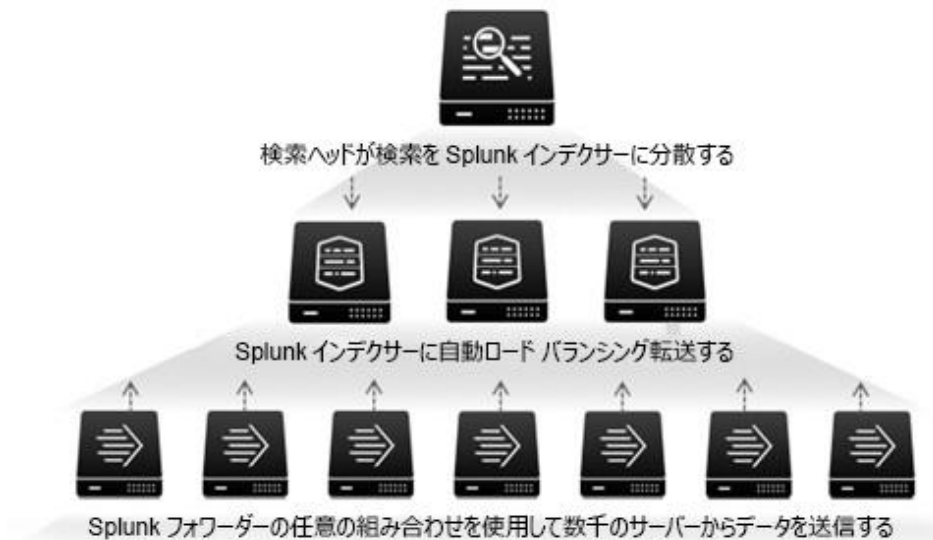 検索ヘッドが検索を Splunk インデクサーに分散する
Splunk インデクサーに自動ロード バランシング転送する
Splunk フォワーダーの任意の組み合わせを使用して数千のサーバーからデータを送信する